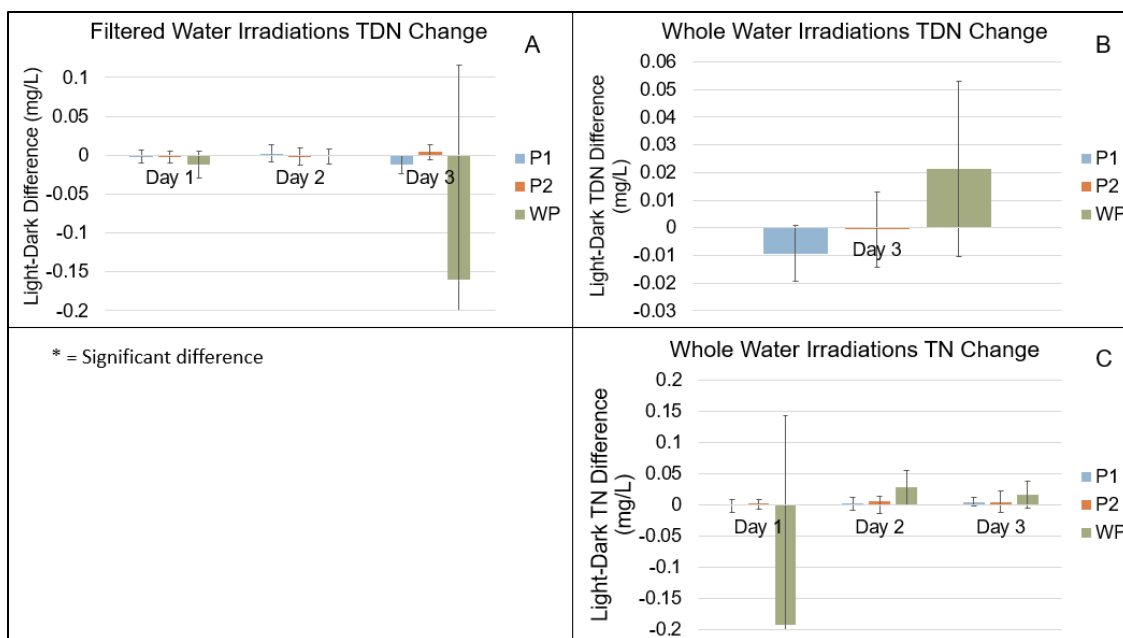 Filtered Water Irradiations TDN Change
A
Light-Dark Difference (mg/L)
0.1
0.05
0
-0.05
-0.1
-0.15
-0.2
Day 1
Day 2
Day 3
P1
P2
WP
Whole Water Irradiations TDN Change
B
Light-Dark TDN Difference
(mg/L)
0.06
0.05
0.04
0.03
0.02
0.01
0
-0.01
-0.02
-0.03
Day 3
P1
P2
WP
* = Significant difference
Whole Water Irradiations TN Change
C
Light-Dark TN Difference
(mg/L)
0.2
0.15
0.1
0.05
0
-0.05
-0.1
-0.15
-0.2
Day 1
Day 2
Day 3
P1
P2
WP